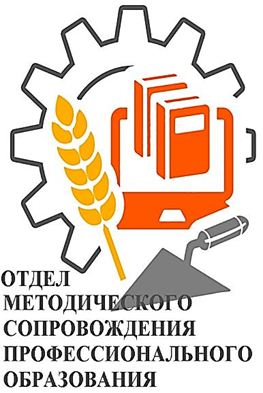 ОТДЕЛ
МЕТОДИЧЕСКОГО
СОПРОВОЖДЕНИЯ
ПРОФЕССИОНАЛЬНОГО
ОБРАЗОВАНИЯ